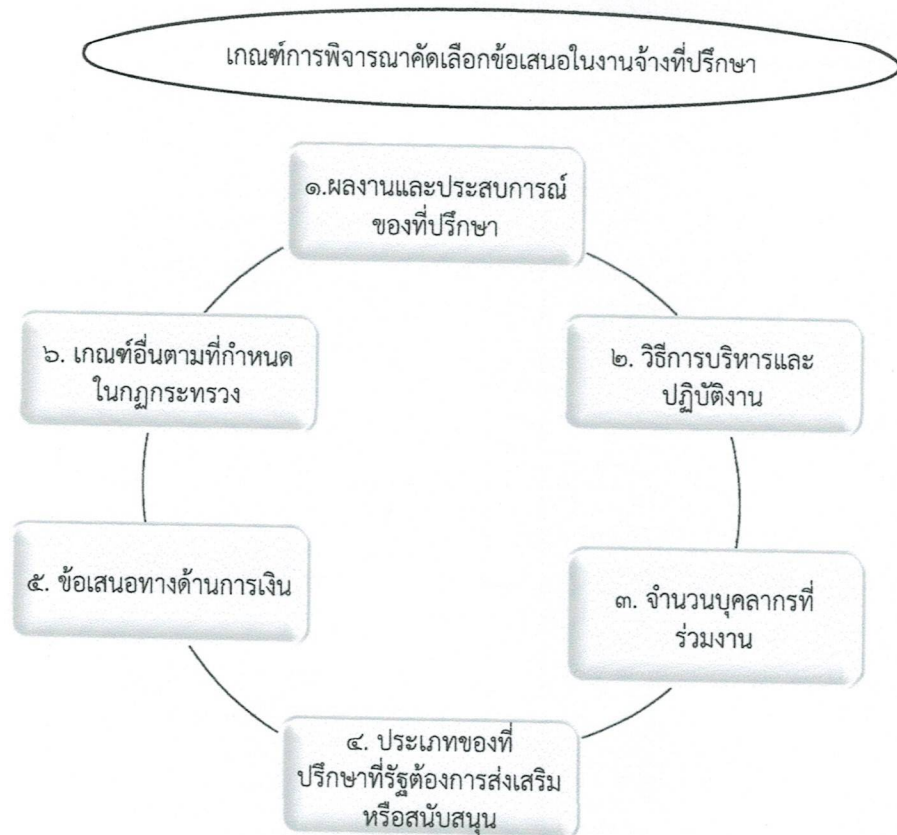 เกณฑ์การพิจารณาคัดเลือกข้อเสนอในงานจ้างที่ปรึกษา
๑.ผลงานและประสบการณ์
ของที่ปรึกษา
๒. วิธีการบริหารและ
ปฏิบัติงาน
๓. จำนวนบุคลากรที่
ร่วมงาน
๔. ประเภทของที่
ปรึกษาที่รัฐต้องการส่งเสริม
หรือสนับสนุน
๕. ข้อเสนอทางด้านการเงิน
๖. เกณฑ์อื่นตามที่กำหนด
ในกฎกระทรวง